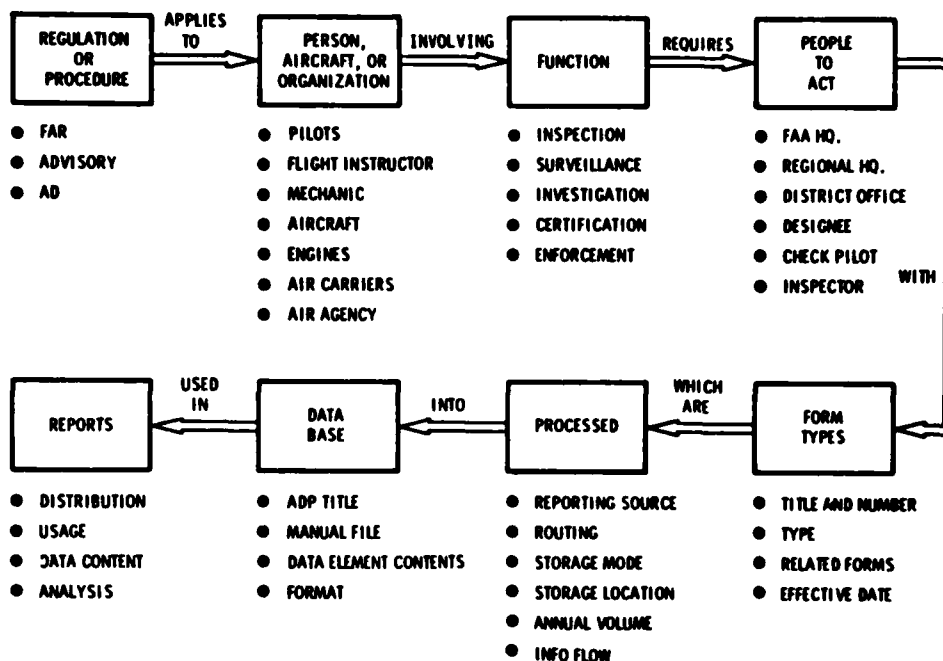 REGULATION
OR
PROCEDURE
APPLIES
TO
PERSON,
AIRCRAFT, OR
ORGANIZATION
INVOLVING
FUNCTION
REQUIRES
PEOPLE
TO
ACT
● FAR
● ADVISORY
● AD
● PILOTS
● FLIGHT INSTRUCTOR
● MECHANIC
● AIRCRAFT
● ENGINES
● AIR CARRIERS
● AIR AGENCY
● INSPECTION
● SURVEILLANCE
● INVESTIGATION
● CERTIFICATION
● ENFORCEMENT
● FAA HQ.
● REGIONAL HQ.
● DISTRICT OFFICE
● DESIGNEE
● CHECK PILOT
● INSPECTOR
WITH
FORM
TYPES
WHICH
ARE
PROCESSED
INTO
DATA
BASE
USED
IN
REPORTS
● TITLE AND NUMBER
● TYPE
● RELATED FORMS
● EFFECTIVE DATE
● REPORTING SOURCE
● ROUTING
● STORAGE MODE
● STORAGE LOCATION
● ANNUAL VOLUME
● INFO FLOW
● ADP TITLE
● MANUAL FILE
● DATA ELEMENT CONTENTS
● FORMAT
● DISTRIBUTION
● USAGE
● DATA CONTENT
● ANALYSIS